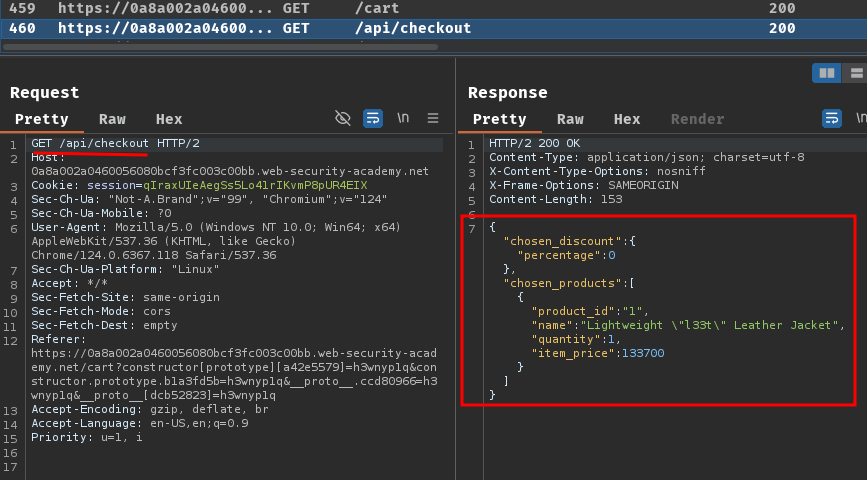 459 https://0a8a002a04600... GET /cart 200
460 https://0a8a002a04600... GET /api/checkout 200
Request
Pretty Raw Hex \n
1 GET /api/checkout HTTP/2
2 Host:
0a8a002a0460056080bcf3fc003c00bb.web-security-academy.net
3 Cookie: session=qIraxUIeAegSs5Lo41rIKvmP8pUR4EIX
4 Sec-Ch-Ua: "Not-A.Brand";v="99", "Chromium";v="124"
5 Sec-Ch-Ua-Mobile: ?0
6 User-Agent: Mozilla/5.0 (Windows NT 10.0; Win64; x64)
AppleWebKit/537.36 (KHTML, like Gecko)
Chrome/124.0.6367.118 Safari/537.36
7 Sec-Ch-Ua-Platform: "Linux"
8 Accept: */*
9 Sec-Fetch-Site: same-origin
10 Sec-Fetch-Mode: cors
11 Sec-Fetch-Dest: empty
12 Referer:
https://0a8a002a0460056080bcf3fc003c00bb.web-security-acad
emy.net/cart?constructor[prototype][a42e5579]=h3wnyp1q&con
structor.prototype.b1a3fd5b=h3wnyp1q&__proto__.ccd80966=h3
wnyp1q&__proto__[dcb52823]=h3wnyp1q
13 Accept-Encoding: gzip, deflate, br
14 Accept-Language: en-US,en;q=0.9
15 Priority: u=1, i
16
17
Response
Pretty Raw Hex Render \n
1 HTTP/2 200 OK
2 Content-Type: application/json; charset=utf-8
3 X-Content-Type-Options: nosniff
4 X-Frame-Options: SAMEORIGIN
5 Content-Length: 153
6
7 {
"chosen_discount":{
"percentage":0
},
"chosen_products":[
{
"product_id":"1",
"name":"Lightweight \"l33t\" Leather Jacket",
"quantity":1,
"item_price":133700
}
]
}